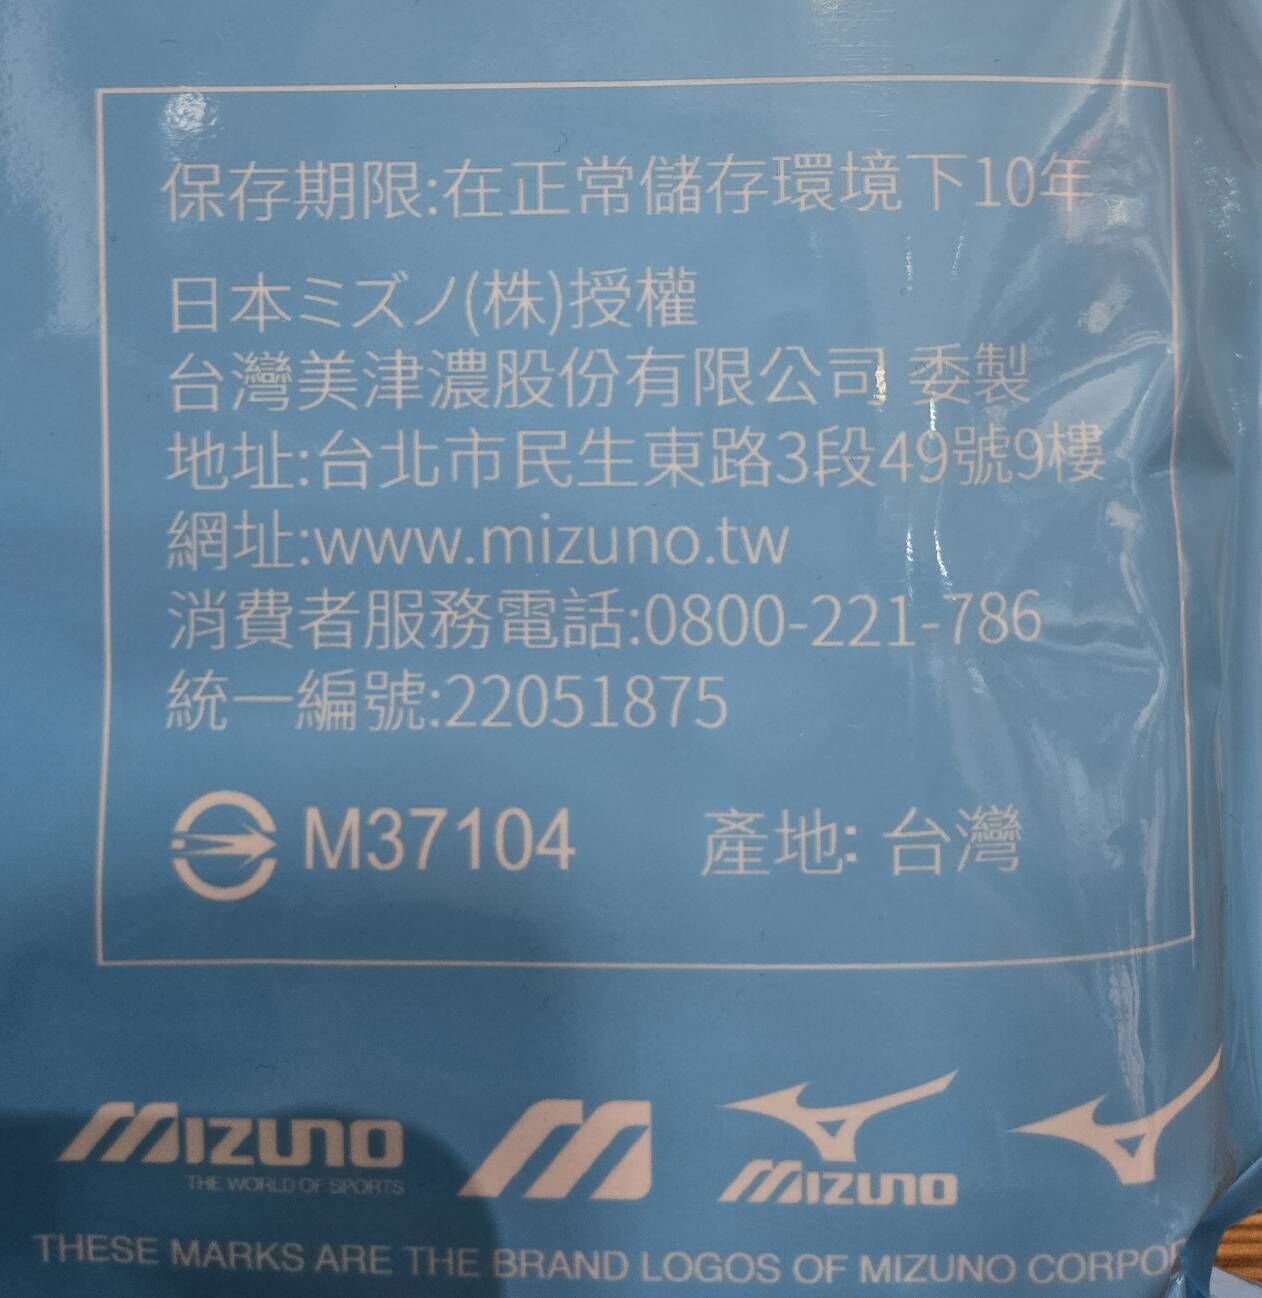 保存期限:在正常儲存環境下10年
日本ミズノ(株)授權
台灣美津濃股份有限公司 委製
地址:台北市民生東路3段49號9樓
網址:www.mizuno.tw
消費者服務電話:0800-221-786
統一編號:22051875
M37104 產地: 台灣
MIZUNO
THE WORLD OF SPORTS
MIZUNO
THESE MARKS ARE THE BRAND LOGOS OF MIZUNO CORPOR